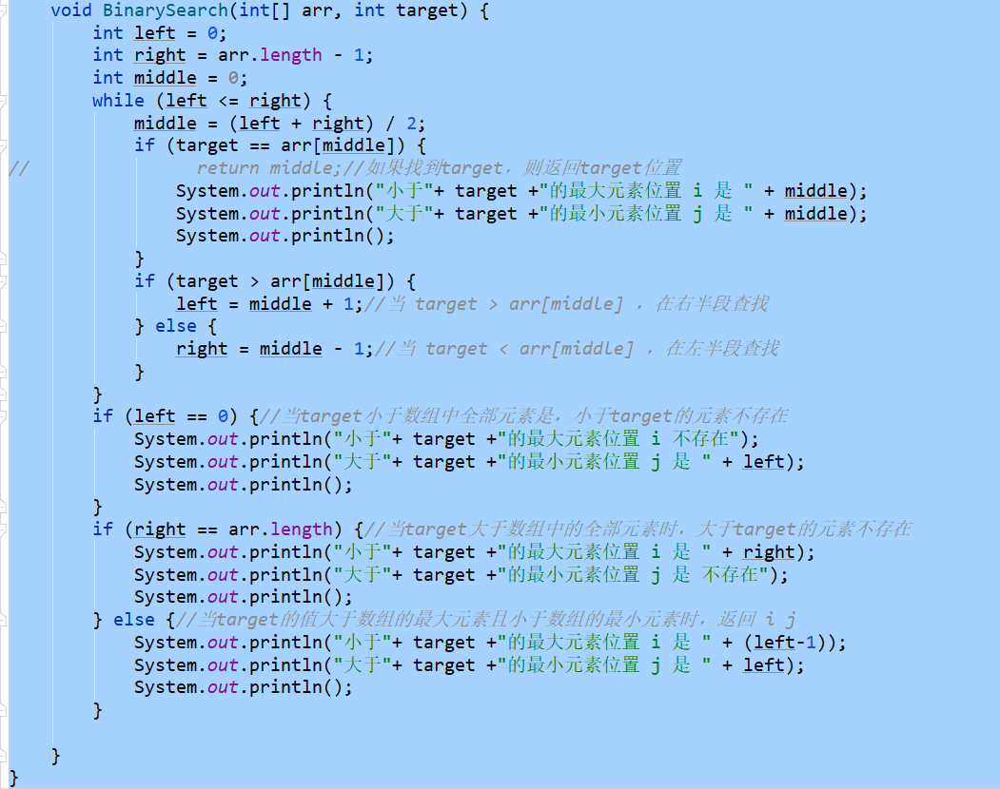 void BinarySearch(int[] arr, int target) {
int left = 0;
int right = arr.length - 1;
int middle = 0;
while (left <= right) {
middle = (left + right) / 2;
if (target == arr[middle]) {
// return middle;//如果找到target，则返回target位置
System.out.println("小于"+ target +"的最大元素位置 i 是 " + middle);
System.out.println("大于"+ target +"的最小元素位置 j 是 " + middle);
System.out.println();
}
if (target > arr[middle]) {
left = middle + 1;//当 target > arr[middle] ，在右半段查找
} else {
right = middle - 1;//当 target < arr[middle] ，在左半段查找
}
}
if (left == 0) {//当target小于数组中全部元素是，小于target的元素不存在
System.out.println("小于"+ target +"的最大元素位置 i 不存在");
System.out.println("大于"+ target +"的最小元素位置 j 是 " + left);
System.out.println();
}
if (right == arr.length) {//当target大于数组中的全部元素时，大于target的元素不存在
System.out.println("小于"+ target +"的最大元素位置 i 是 " + right);
System.out.println("大于"+ target +"的最小元素位置 j 是 不存在");
System.out.println();
} else {//当target的值大于数组的最大元素且小于数组的最小元素时，返回 i j
System.out.println("小于"+ target +"的最大元素位置 i 是 " + (left-1));
System.out.println("大于"+ target +"的最小元素位置 j 是 " + left);
System.out.println();
}
}
}